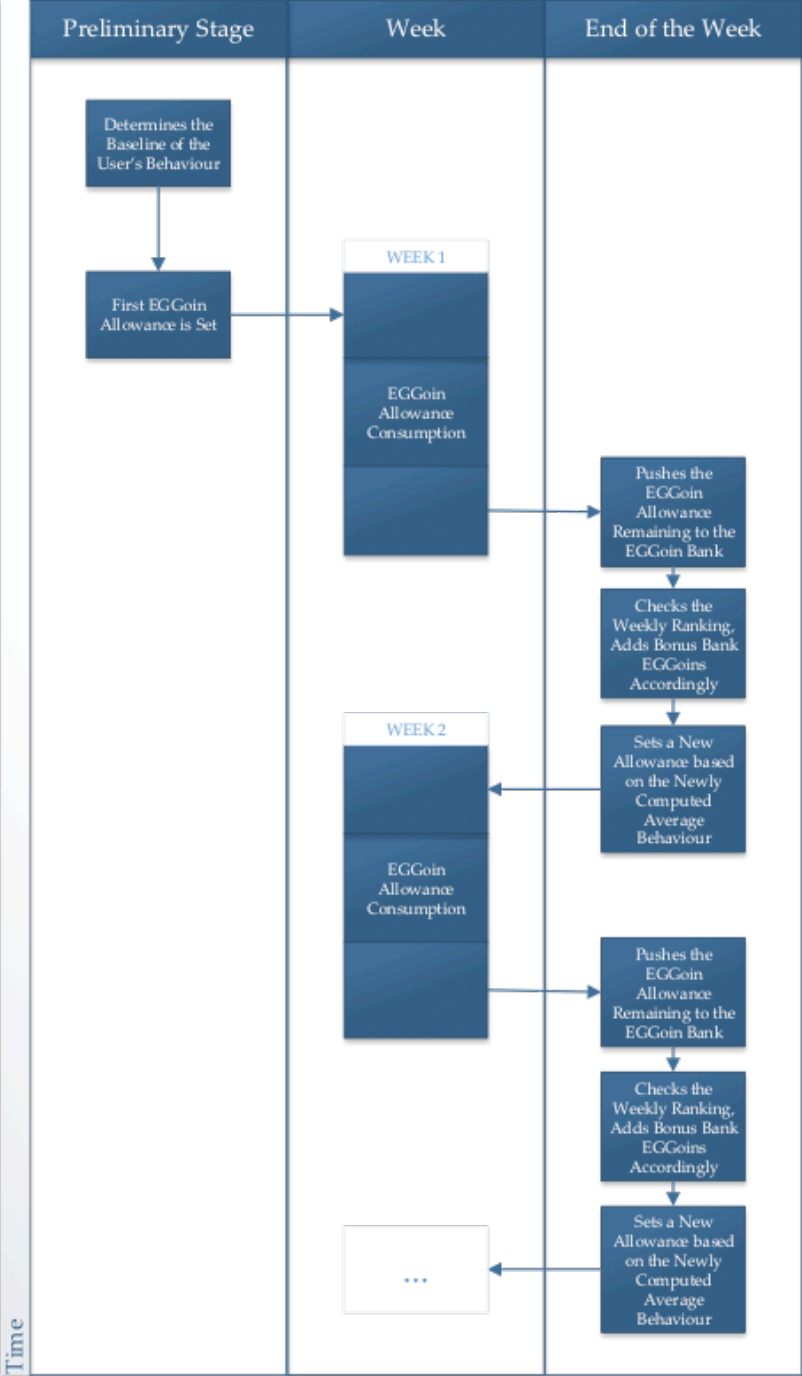 Preliminary Stage
Week
End of the Week
Determines the
Baseline of the
User's Behaviour
First EGGoin
Allowance is Set
WEEK 1
EGGoin
Allowance
Consumption
Pushes the
EGGoin
Allowance
Remaining to the
EGGoin Bank
Checks the
Weekly Ranking,
Adds Bonus Bank
EGGoins
Accordingly
Sets a New
Allowance based
on the Newly
Computed
Average
Behaviour
WEEK 2
EGGoin
Allowance
Consumption
Pushes the
EGGoin
Allowance
Remaining to the
EGGoin Bank
Checks the
Weekly Ranking,
Adds Bonus Bank
EGGoins
Accordingly
Sets a New
Allowance based
on the Newly
Computed
Average
Behaviour
...
Time